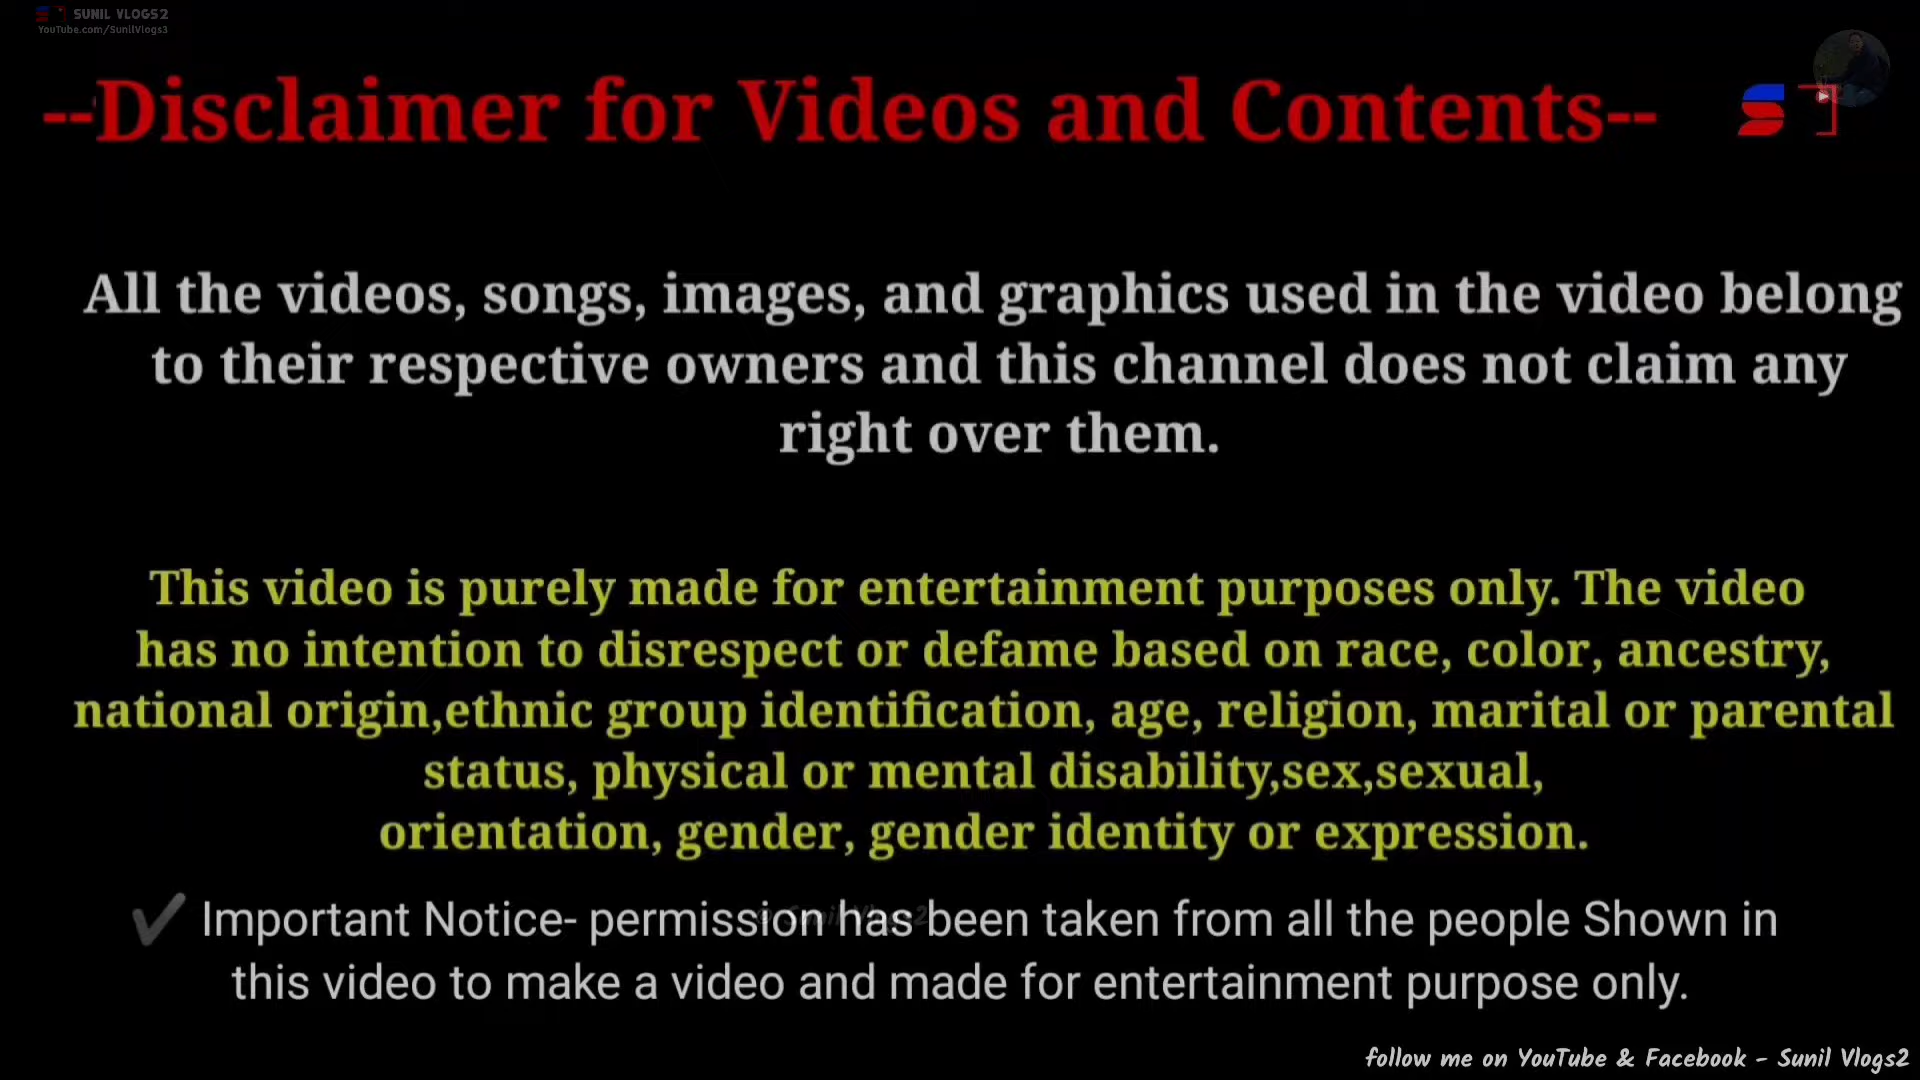 SUNIL VLOGS2
YouTube.com/SunilVlogs3
--Disclaimer for Videos and Contents--
All the videos, songs, images, and graphics used in the video belong
to their respective owners and this channel does not claim any
right over them.
This video is purely made for entertainment purposes only. The video
has no intention to disrespect or defame based on race, color, ancestry,
national origin,ethnic group identification, age, religion, marital or parental
status, physical or mental disability,sex,sexual,
orientation, gender, gender identity or expression.
✔ Important Notice- permission has been taken from all the people Shown in
this video to make a video and made for entertainment purpose only.
© Sunil Vlogs2
follow me on YouTube & Facebook - Sunil Vlogs2